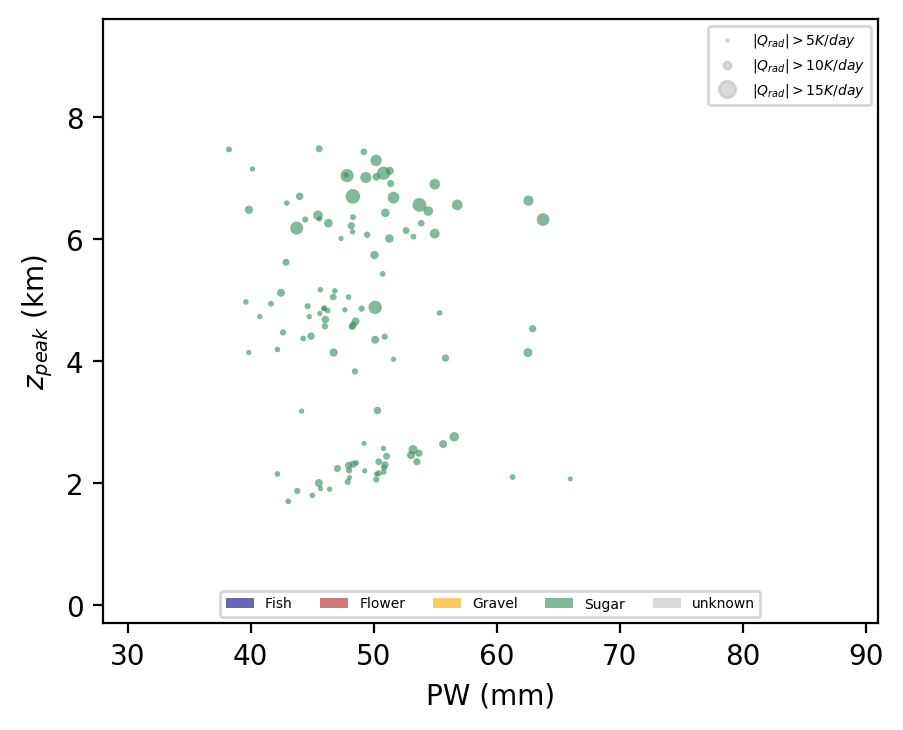 |Q_rad| > 5K/day
|Q_rad| > 10K/day
|Q_rad| > 15K/day
8
6
4
2
0
z_peak (km)
Fish Flower Gravel Sugar unknown
30 40 50 60 70 80 90
PW (mm)